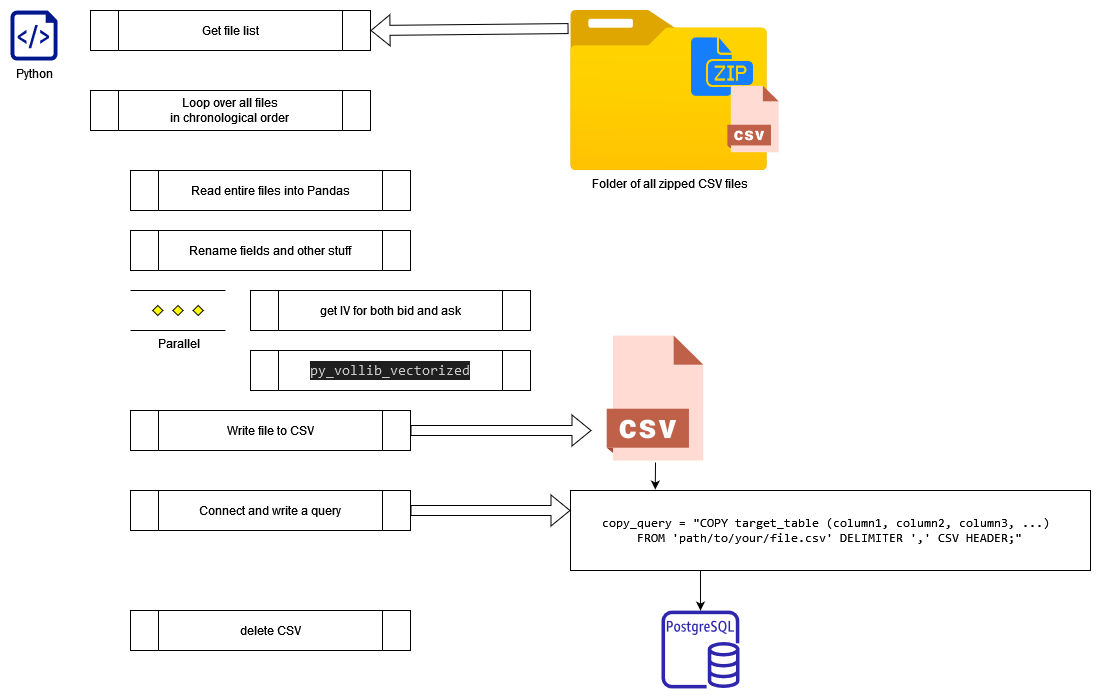 Get file list
ZIP
Python
Loop over all files
in chronological order
CSV
Folder of all zipped CSV files
Read entire files into Pandas
Rename fields and other stuff
get IV for both bid and ask
Parallel
py_vollib_vectorized
Write file to CSV
CSV
Connect and write a query
copy_query = "COPY target_table (column1, column2, column3, ...)
FROM 'path/to/your/file.csv' DELIMITER ',' CSV HEADER;"
delete CSV
PostgreSQL